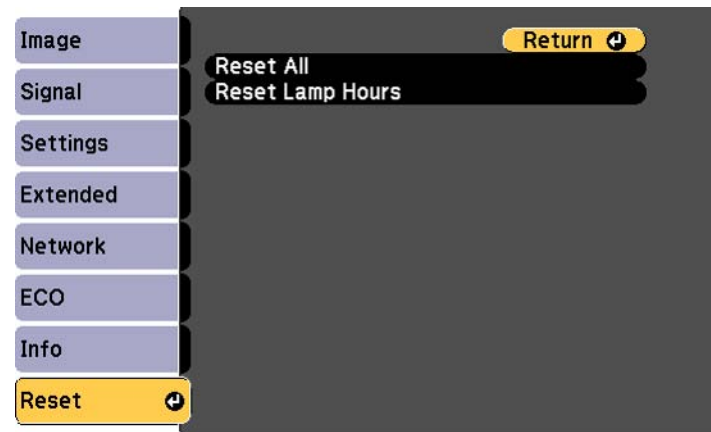 Image
Signal
Settings
Extended
Network
ECO
Info
Reset
Return
Reset All
Reset Lamp Hours